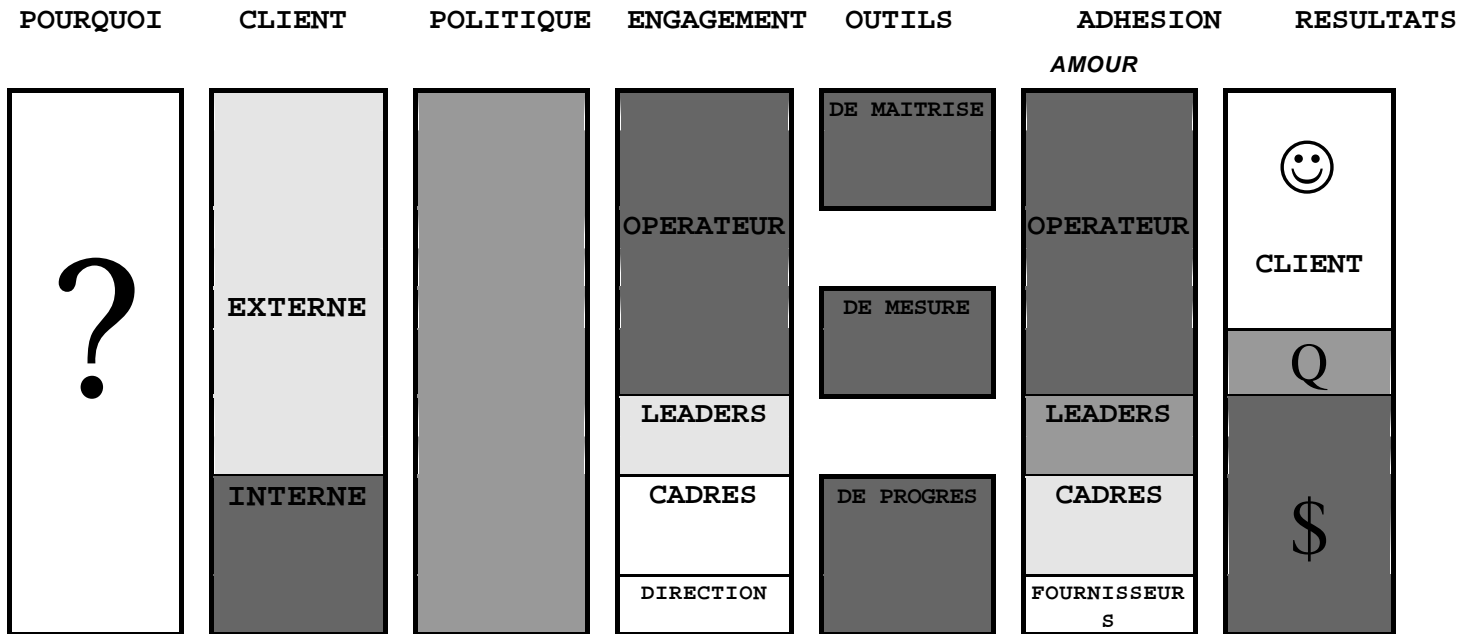 POURQUOI CLIENT POLITIQUE ENGAGEMENT OUTILS ADHESION RESULTATS
AMOUR
?
EXTERNE
INTERNE
OPERATEUR
LEADERS
CADRES
DIRECTION
DE MAITRISE
DE MESURE
DE PROGRES
OPERATEUR
LEADERS
CADRES
FOURNISSEUR
S
☺
CLIENT
Q
$